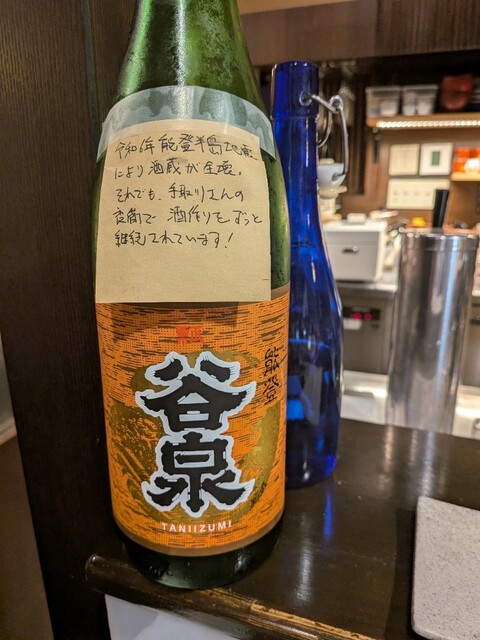 令和6年能登半島地震
により酒蔵が全壊。
それでも、手取川さんの
設備で 酒作りをずっと
継続されています!
谷泉
TANIIZUMI